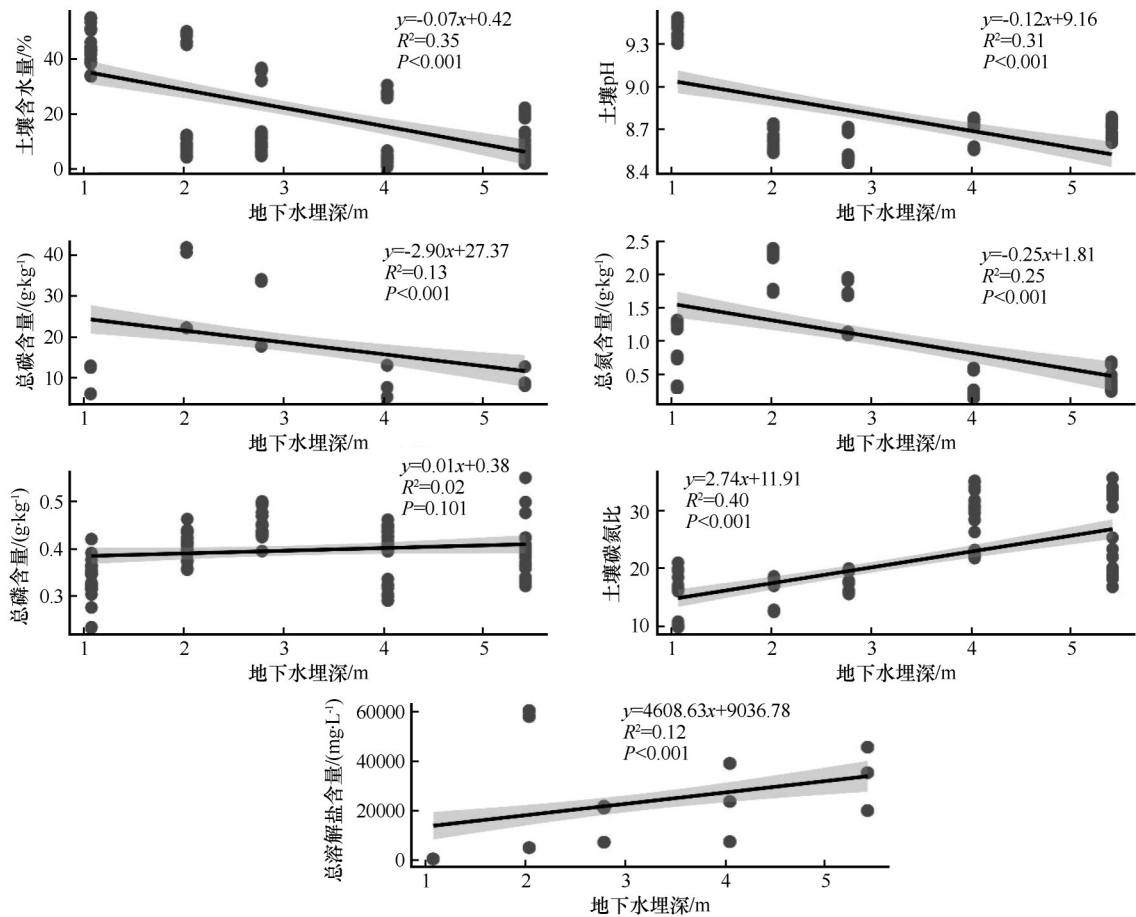 y=-0.07x+0.42
R²=0.35
P<0.001
土壤含水量/%
40
20
0
1 2 3 4 5
地下水埋深/m
y=-0.12x+9.16
R²=0.31
P<0.001
土壤pH
9.3
9.0
8.7
8.4
1 2 3 4 5
地下水埋深/m
y=-2.90x+27.37
R²=0.13
P<0.001
总碳含量/(g·kg⁻¹)
40
30
20
10
1 2 3 4 5
地下水埋深/m
y=-0.25x+1.81
R²=0.25
P<0.001
总氮含量/(g·kg⁻¹)
2.5
2.0
1.5
1.0
0.5
1 2 3 4 5
地下水埋深/m
y=0.01x+0.38
R²=0.02
P=0.101
总磷含量/(g·kg⁻¹)
0.5
0.4
0.3
1 2 3 4 5
地下水埋深/m
y=2.74x+11.91
R²=0.40
P<0.001
土壤碳氮比
30
20
10
1 2 3 4 5
地下水埋深/m
y=4608.63x+9036.78
R²=0.12
P<0.001
总溶解盐含量/(mg·L⁻¹)
60000
40000
20000
0
1 2 3 4 5
地下水埋深/m